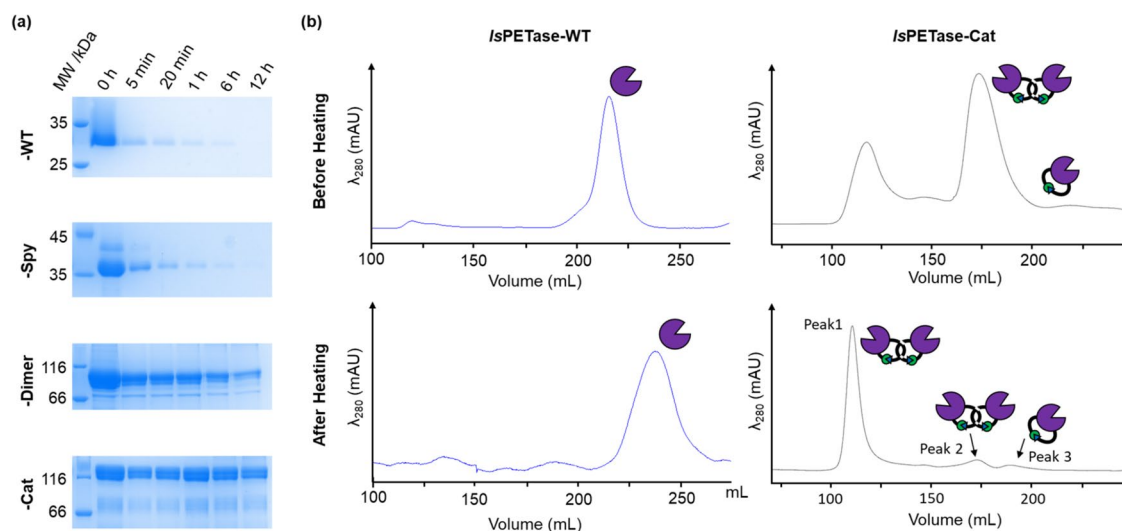 (a)
MW /kDa
0 h
5 min
20 min
1 h
6 h
12 h
35
25
-WT
45
35
-Spy
116
66
-Dimer
116
66
-Cat
(b)
IsPETase-WT
IsPETase-Cat
Before Heating
λ280 (mAU)
100 150 200 250
Volume (mL)
λ280 (mAU)
100 150 200
Volume (mL)
After Heating
λ280 (mAU)
100 150 200 250 mL
Volume (mL)
λ280 (mAU)
Peak1
Peak 2
Peak 3
100 150 200
Volume (mL)